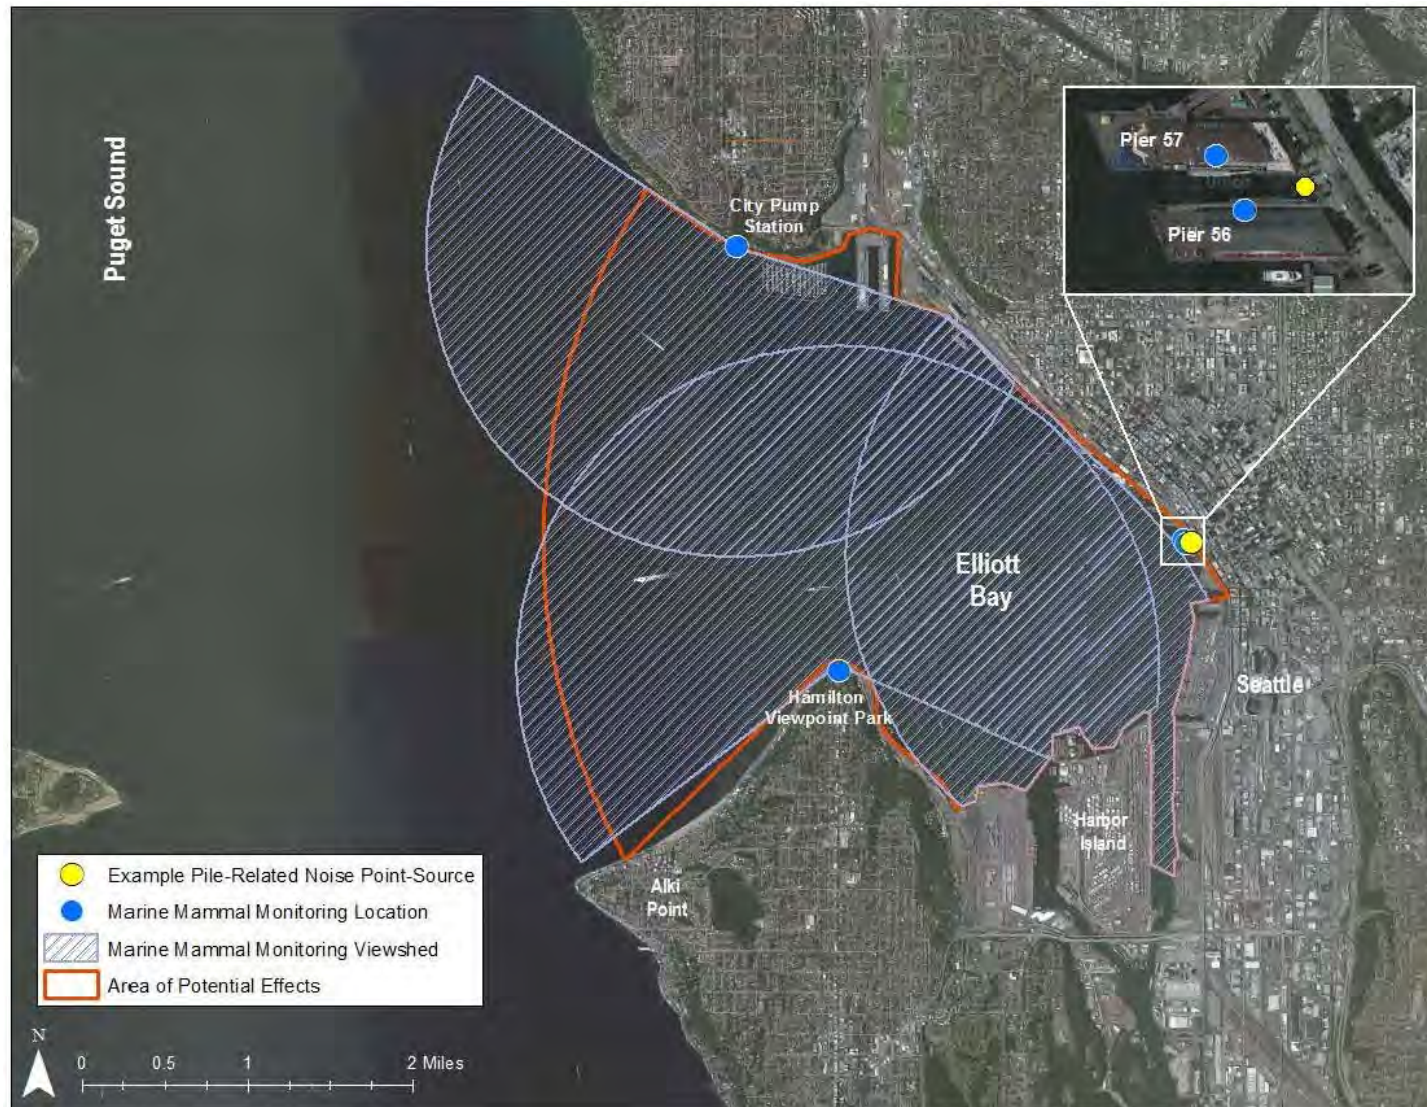 Puget Sound
City Pump
Station
Pier 57
Pier 56
Elliott
Bay
Hamilton
Viewpoint Park
Seattle
Harbor
Island
Alki
Point
Example Pile-Related Noise Point-Source
Marine Mammal Monitoring Location
Marine Mammal Monitoring Viewshed
Area of Potential Effects
N
0 0.5 1 2 Miles